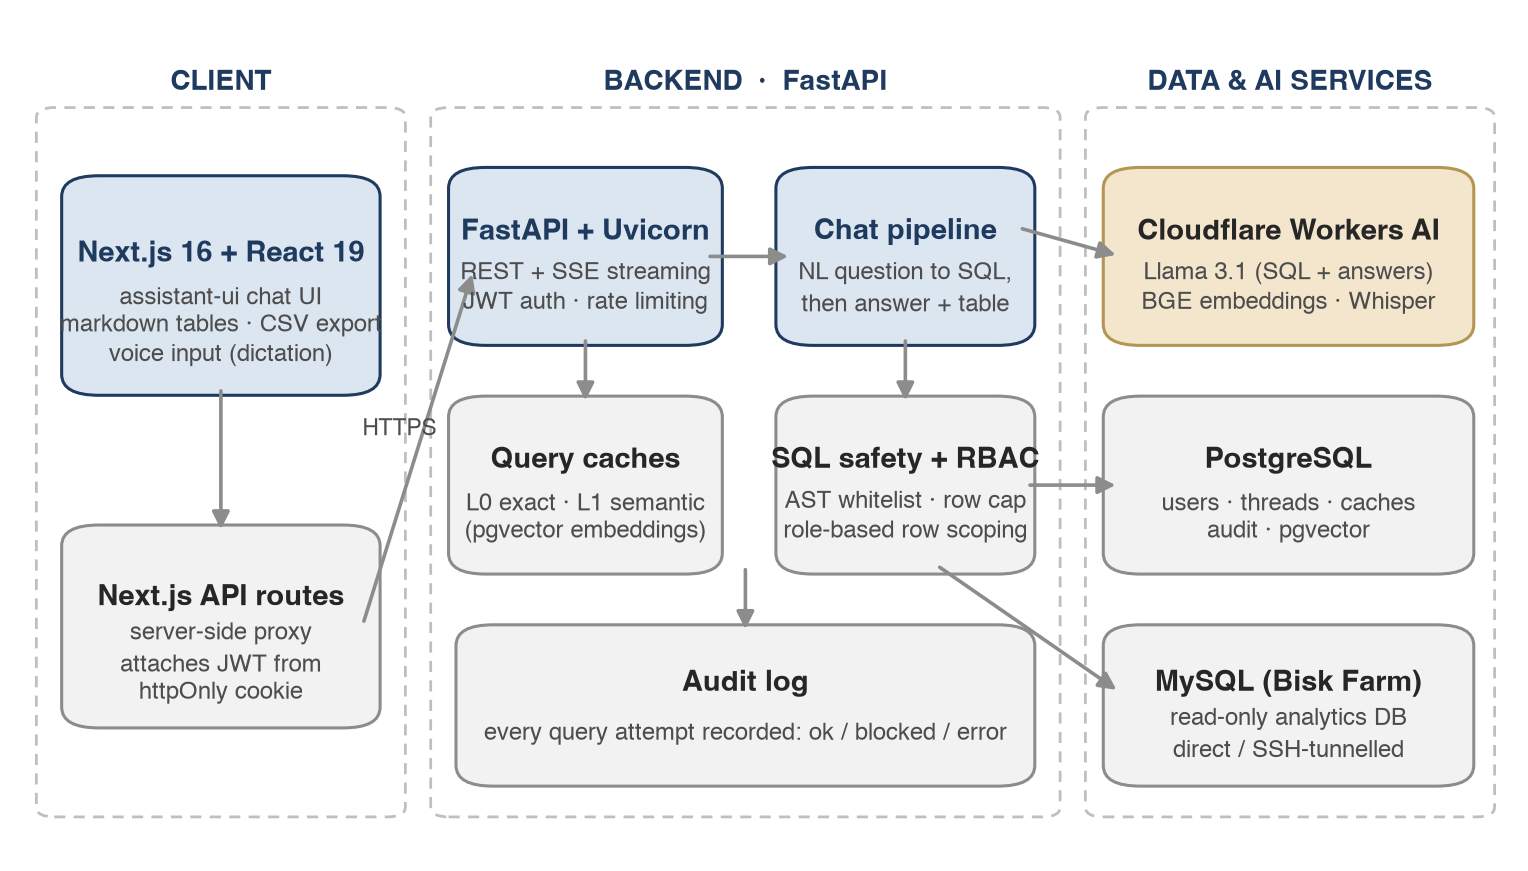 CLIENT
Next.js 16 + React 19
assistant-ui chat UI
markdown tables · CSV export
voice input (dictation)
HTTPS
Next.js API routes
server-side proxy
attaches JWT from
httpOnly cookie
BACKEND · FastAPI
FastAPI + Uvicorn
REST + SSE streaming
JWT auth · rate limiting
Chat pipeline
NL question to SQL,
then answer + table
Query caches
L0 exact · L1 semantic
(pgvector embeddings)
SQL safety + RBAC
AST whitelist · row cap
role-based row scoping
Audit log
every query attempt recorded: ok / blocked / error
DATA & AI SERVICES
Cloudflare Workers AI
Llama 3.1 (SQL + answers)
BGE embeddings · Whisper
PostgreSQL
users · threads · caches
audit · pgvector
MySQL (Bisk Farm)
read-only analytics DB
direct / SSH-tunnelled